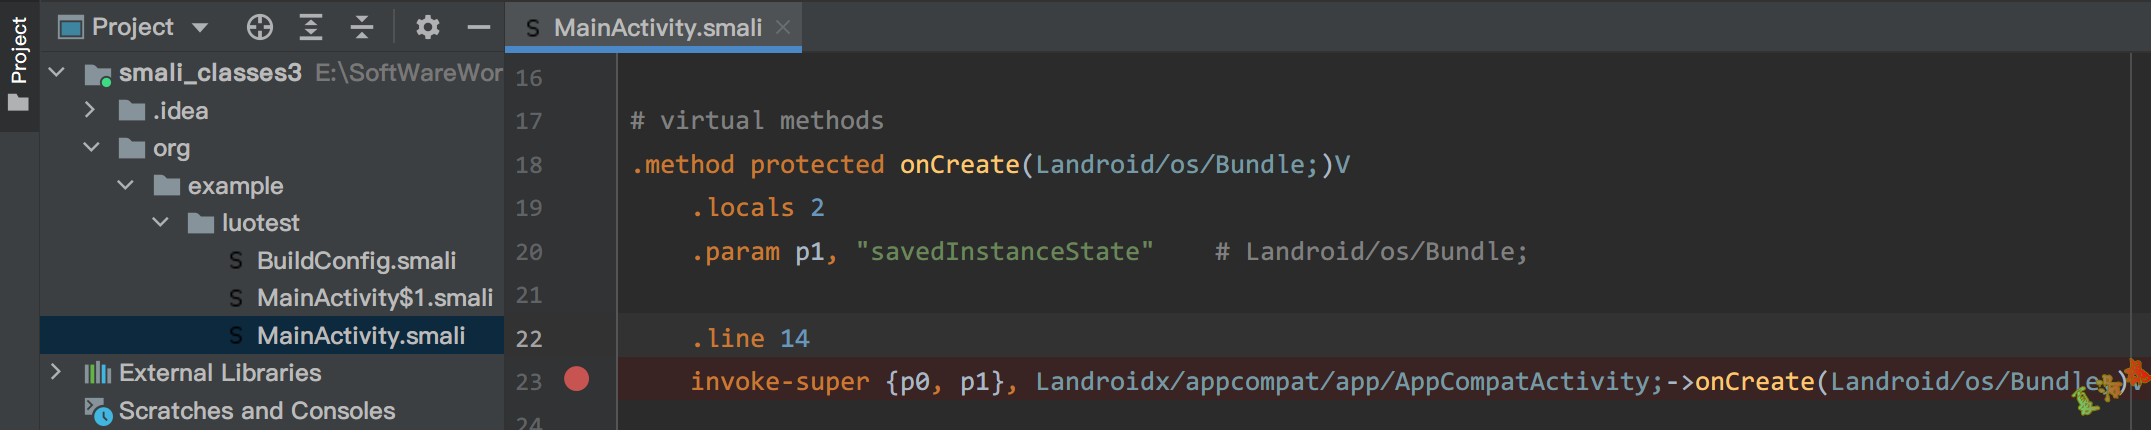 Project
Project
smali_classes3 E:\SoftWareWor
.idea
org
example
luotest
S BuildConfig.smali
S MainActivity$1.smali
S MainActivity.smali
External Libraries
Scratches and Consoles
S MainActivity.smali
16
17 # virtual methods
18 .method protected onCreate(Landroid/os/Bundle;)V
19 .locals 2
20 .param p1, "savedInstanceState" # Landroid/os/Bundle;
21
22 .line 14
23 invoke-super {p0, p1}, Landroidx/appcompat/app/AppCompatActivity;->onCreate(Landroid/os/Bundle;)V
24